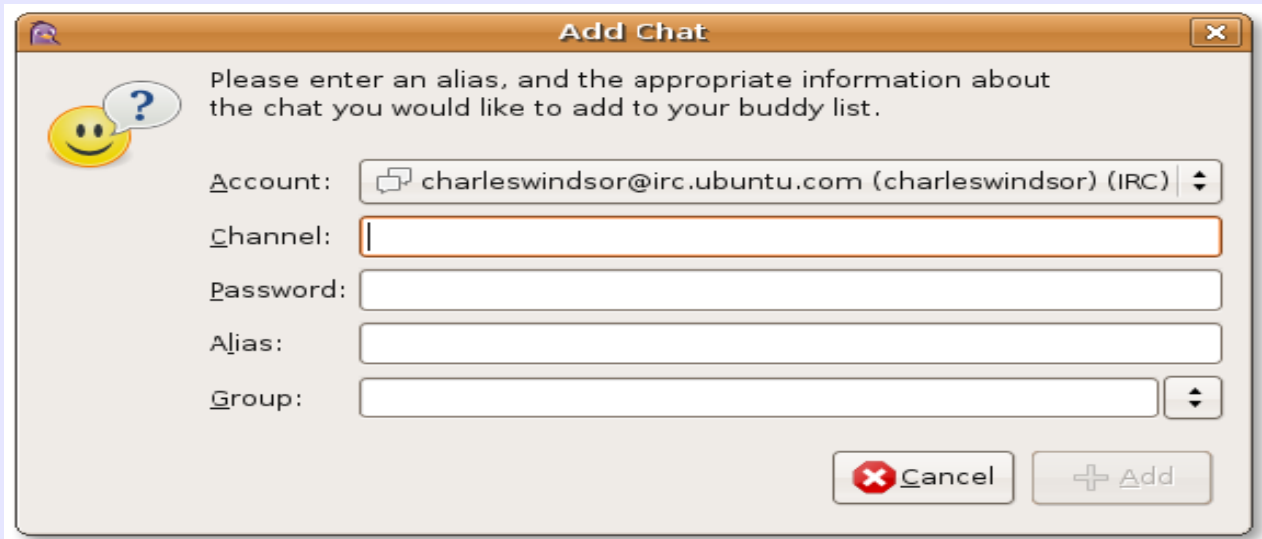 Add Chat
?
Please enter an alias, and the appropriate information about
the chat you would like to add to your buddy list.
Account: charleswindsor@irc.ubuntu.com (charleswindsor) (IRC)
Channel:
Password:
Alias:
Group:
Cancel Add